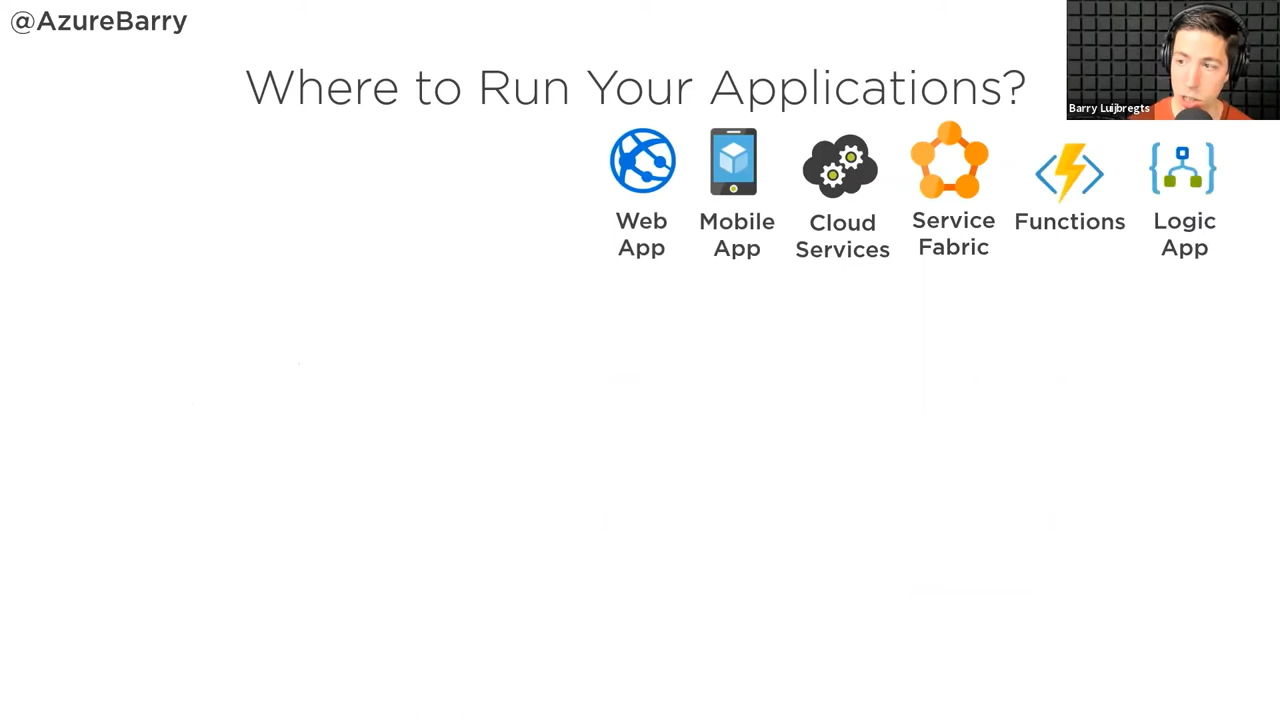 @AzureBarry
Where to Run Your Applications?
Barry Luijbregts
Web App
Mobile App
Cloud Services
Service Fabric
Functions
Logic App